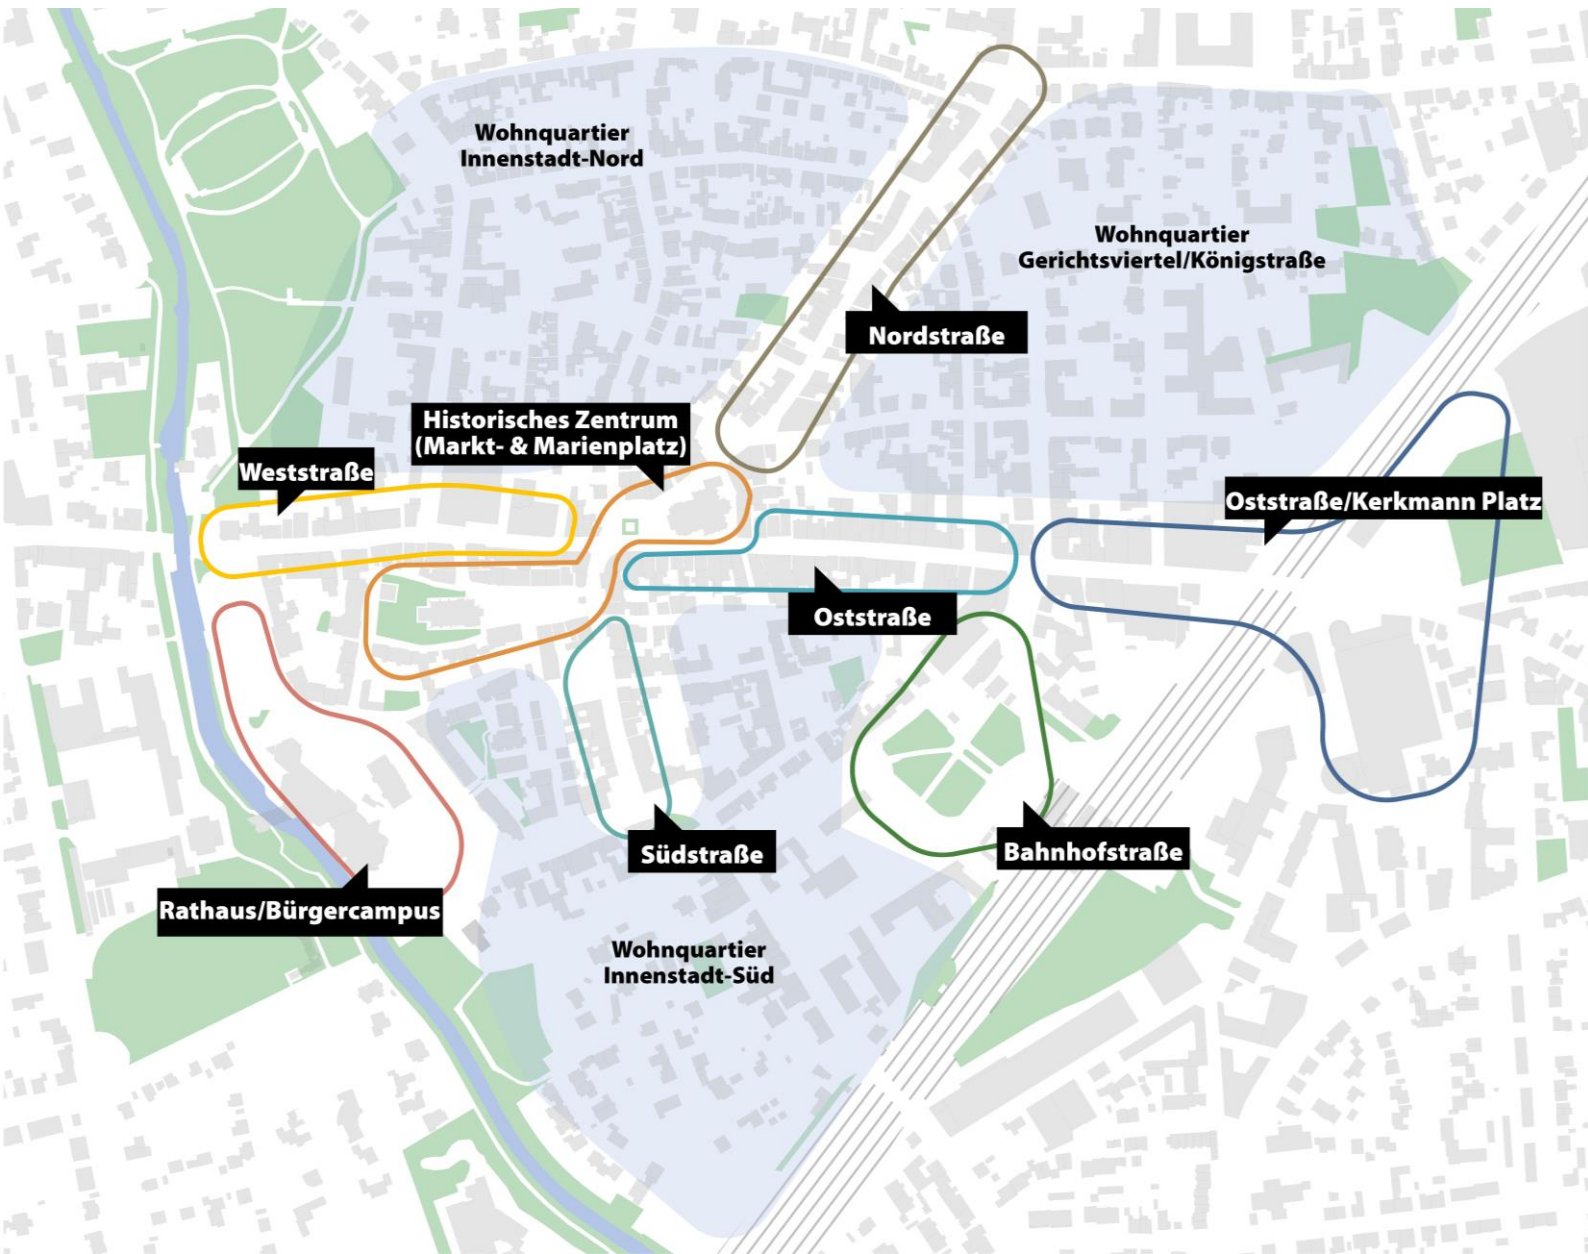 Wohnquartier
Innenstadt-Nord
Wohnquartier
Gerichtsviertel/Königstraße
Nordstraße
Historisches Zentrum
(Markt- & Marienplatz)
Weststraße
Oststraße/Kerkmann Platz
Oststraße
Südstraße
Bahnhofstraße
Rathaus/Bürgercampus
Wohnquartier
Innenstadt-Süd